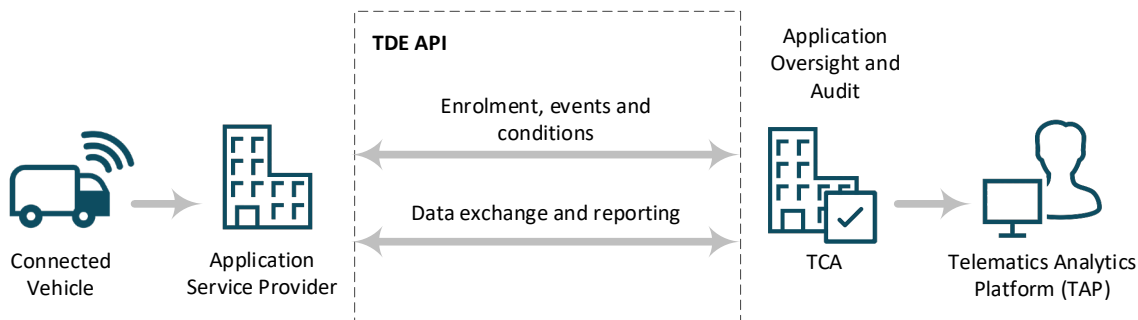 TDE API
Application
Oversight and
Audit
Enrolment, events and
conditions
Data exchange and reporting
Connected
Vehicle
Application
Service Provider
TCA
Telematics Analytics
Platform (TAP)